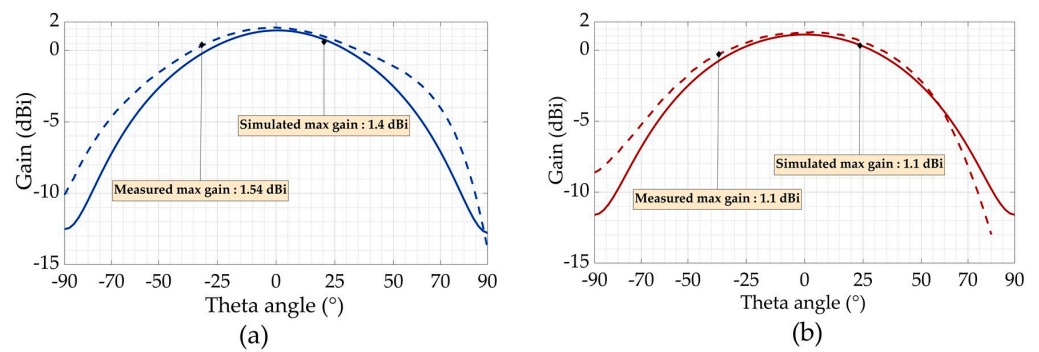 2
0
-5
-10
-15
Gain (dBi)
Simulated max gain : 1.4 dBi
Measured max gain : 1.54 dBi
-90 -70 -50 -25 0 25 50 70 90
Theta angle (°)
(a)
2
0
-5
-10
-15
Gain (dBi)
Simulated max gain : 1.1 dBi
Measured max gain : 1.1 dBi
-90 -70 -50 -25 0 25 50 70 90
Theta angle (°)
(b)